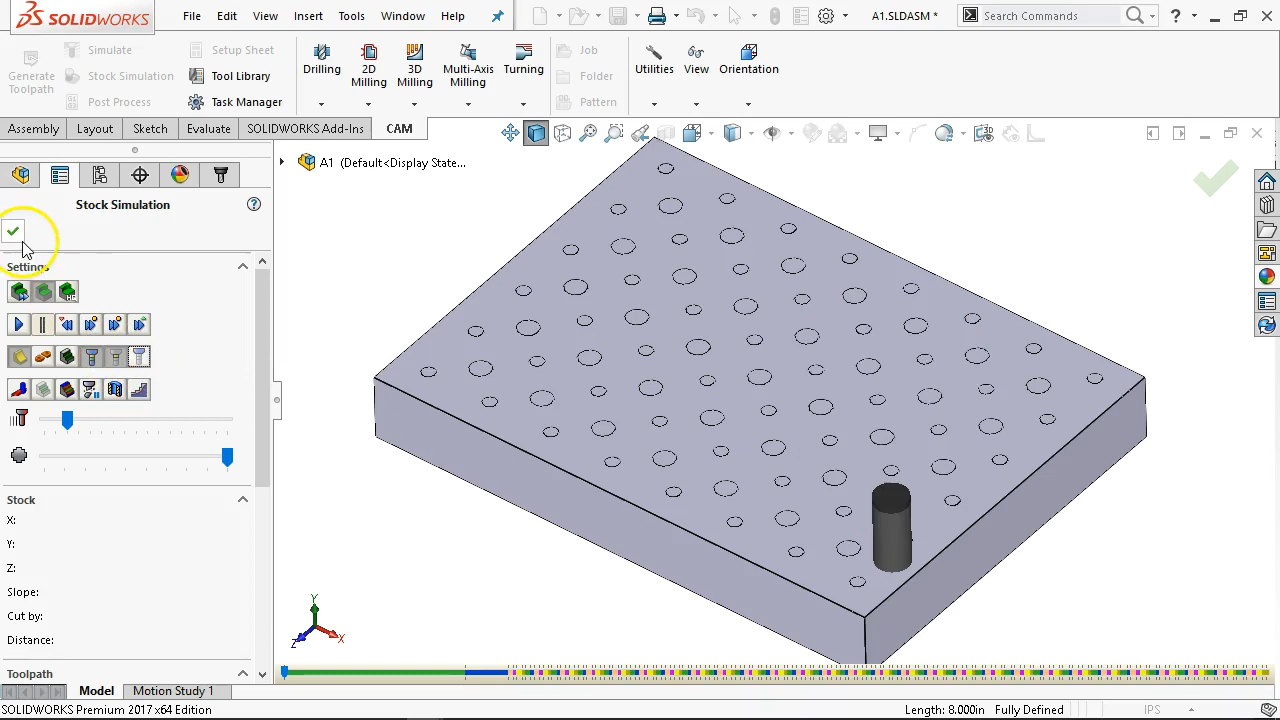 SOLIDWORKS File Edit View Insert Tools Window Help A1.SLDASM * Search Commands ?
Generate Toolpath
Simulate
Stock Simulation
Post Process
Setup Sheet
Tool Library
Task Manager
Drilling
2D Milling
3D Milling
Multi-Axis Milling
Turning
Job
Folder
Pattern
Utilities
View
Orientation
Assembly Layout Sketch Evaluate SOLIDWORKS Add-Ins CAM
A1 (Default<Display State...
Stock Simulation
Settings
Stock
X:
Y:
Z:
Slope:
Cut by:
Distance:
Toolpath
Y
X
Z
Model Motion Study 1
SOLIDWORKS Premium 2017 x64 Edition Length: 8.000in Fully Defined IPS